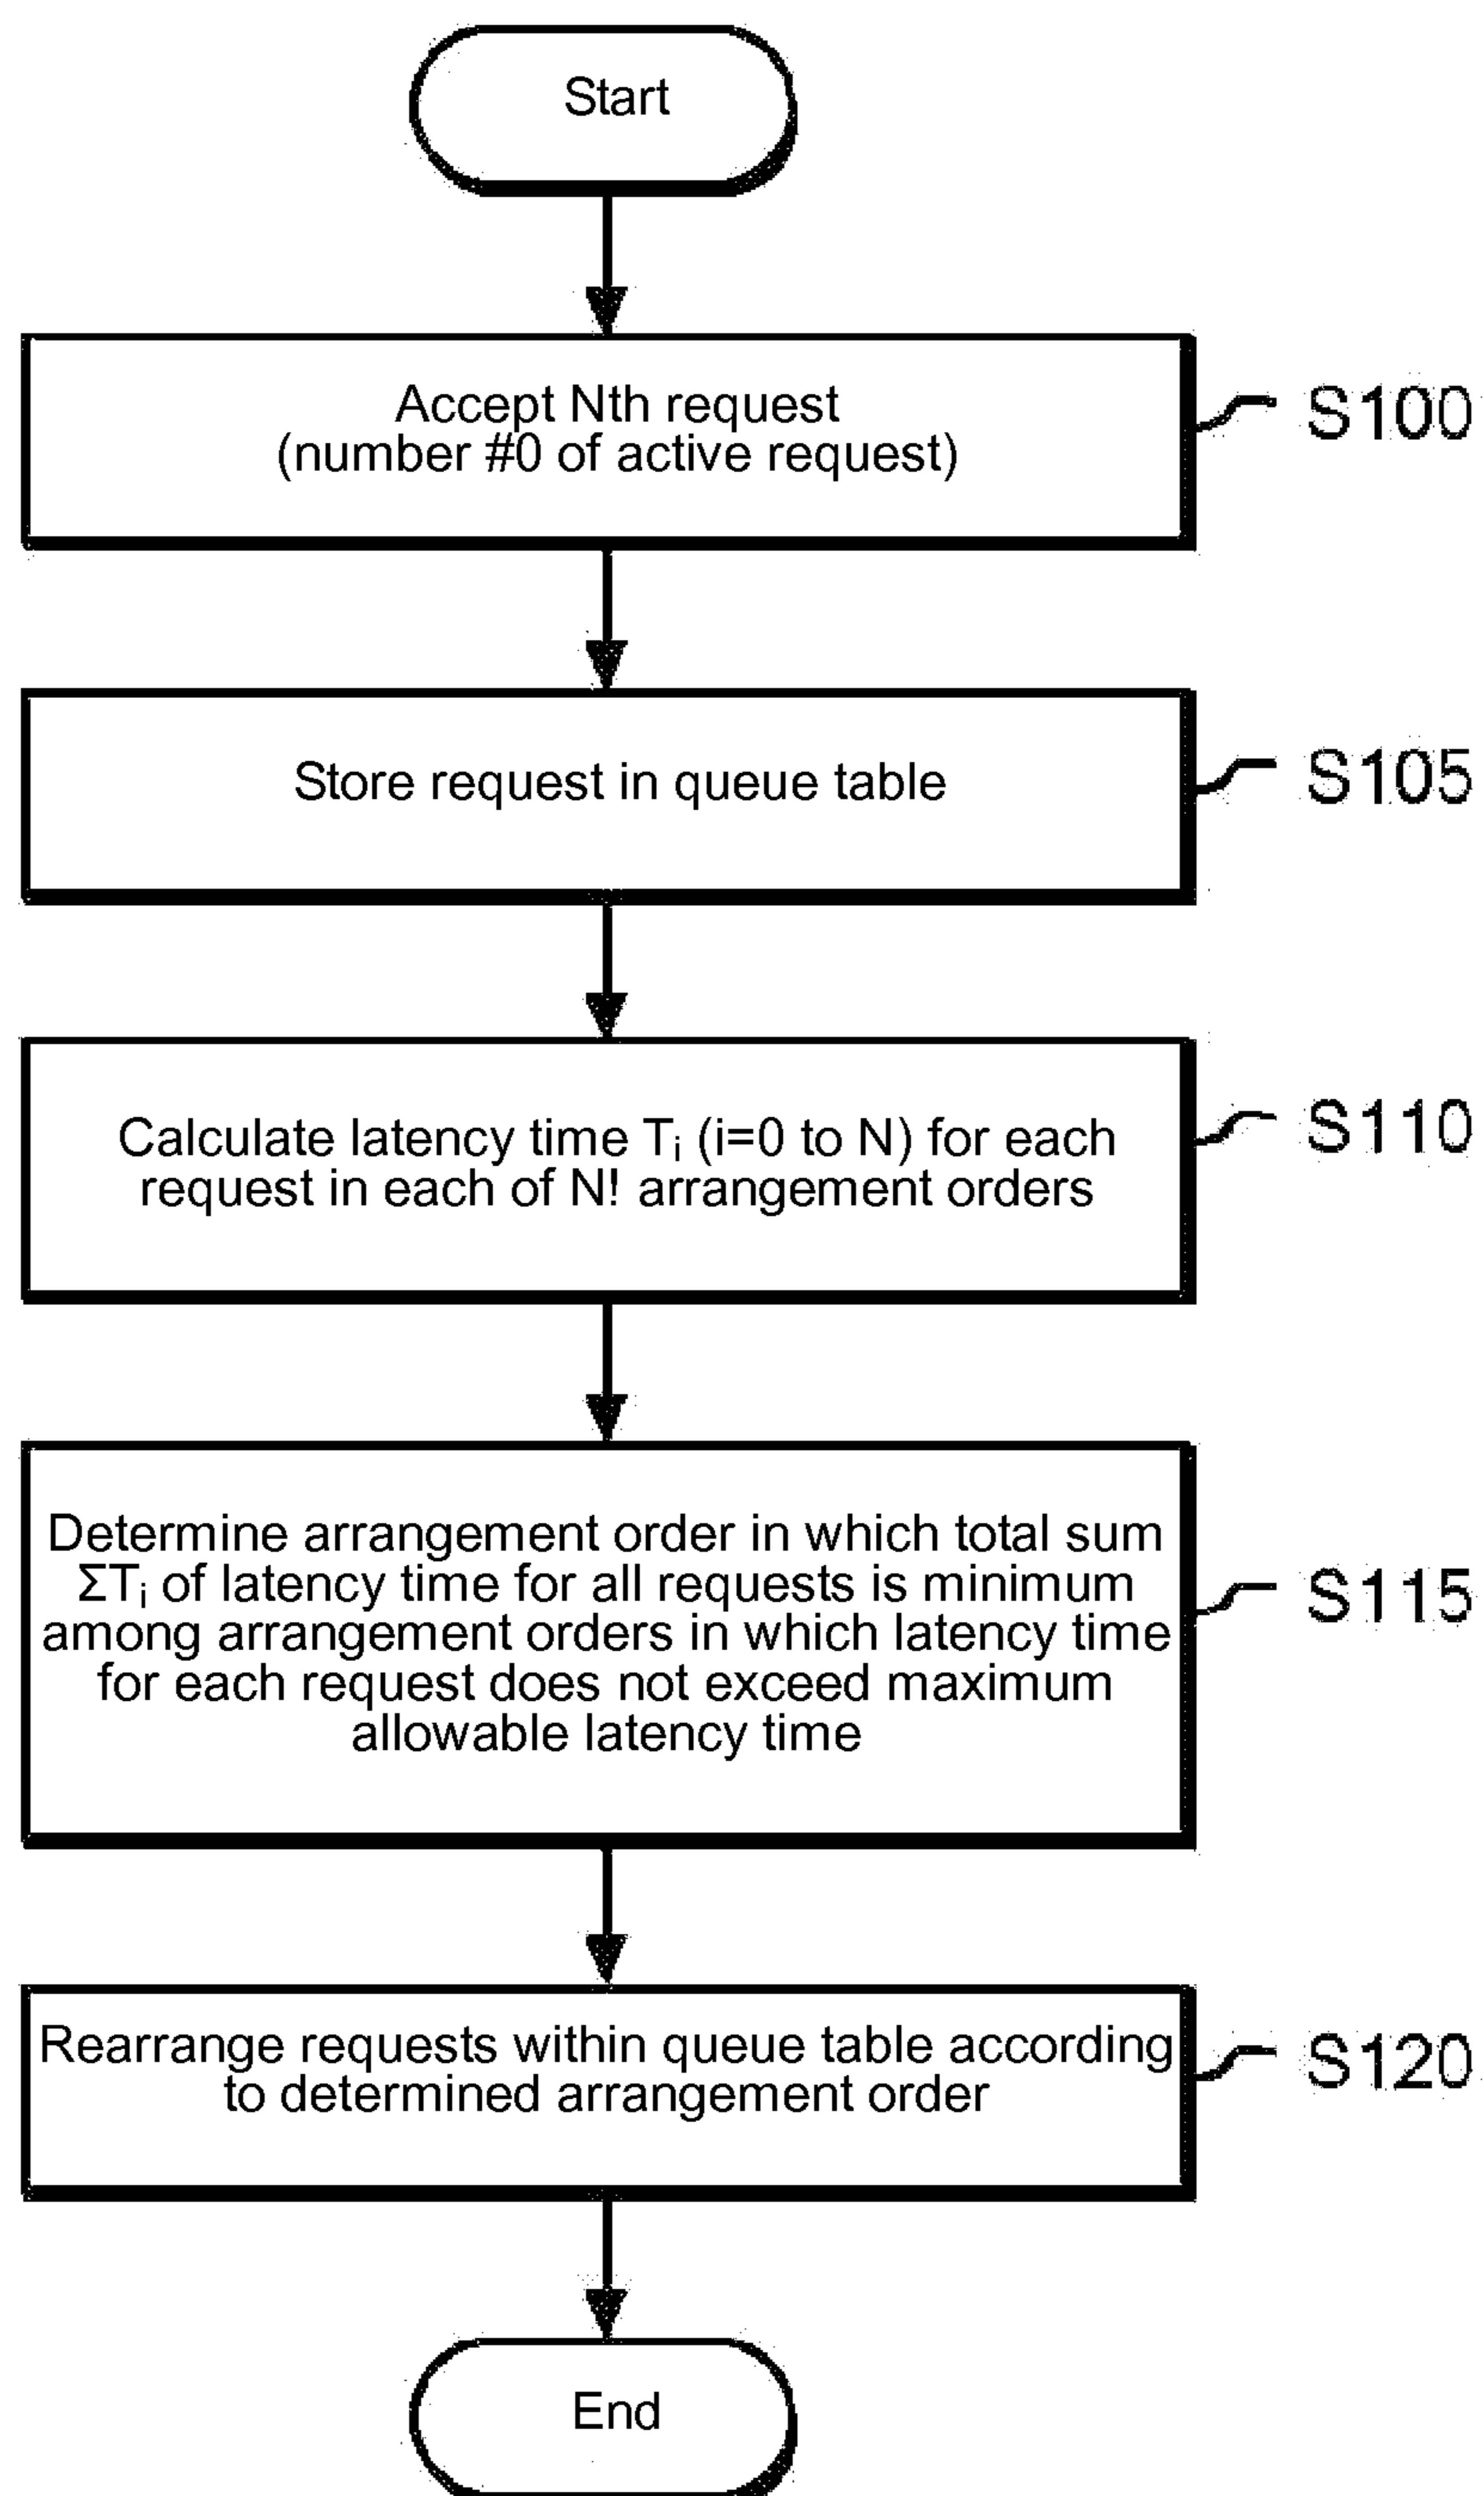 Start
Accept Nth request
(number #0 of active request)
S100
Store request in queue table
S105
Calculate latency time Tᵢ (i=0 to N) for each
request in each of N! arrangement orders
S110
Determine arrangement order in which total sum
ΣTᵢ of latency time for all requests is minimum
among arrangement orders in which latency time
for each request does not exceed maximum
allowable latency time
S115
Rearrange requests within queue table according
to determined arrangement order
S120
End